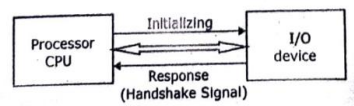 Initializing
Processor
CPU
I/O
device
Response
(Handshake Signal)